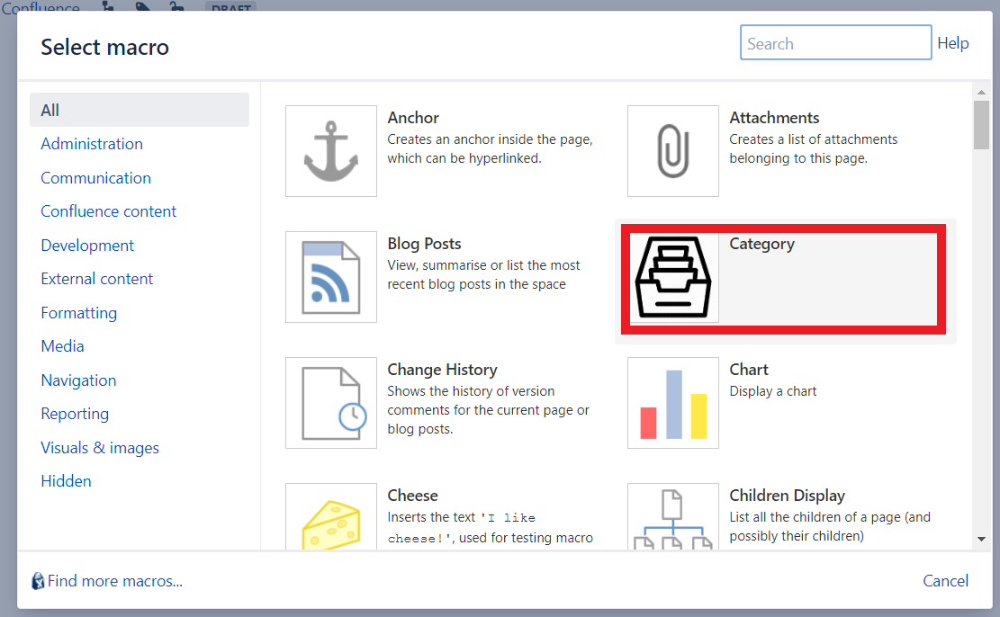 Confluence DRAFT
Select macro
Search
Help
All
Administration
Communication
Confluence content
Development
External content
Formatting
Media
Navigation
Reporting
Visuals & images
Hidden
Anchor
Creates an anchor inside the page,
which can be hyperlinked.
Attachments
Creates a list of attachments
belonging to this page.
Blog Posts
View, summarise or list the most
recent blog posts in the space
Category
Change History
Shows the history of version
comments for the current page or
blog posts.
Chart
Display a chart
Cheese
Inserts the text 'I like
cheese!', used for testing macro
Children Display
List all the children of a page (and
possibly their children)
Find more macros...
Cancel